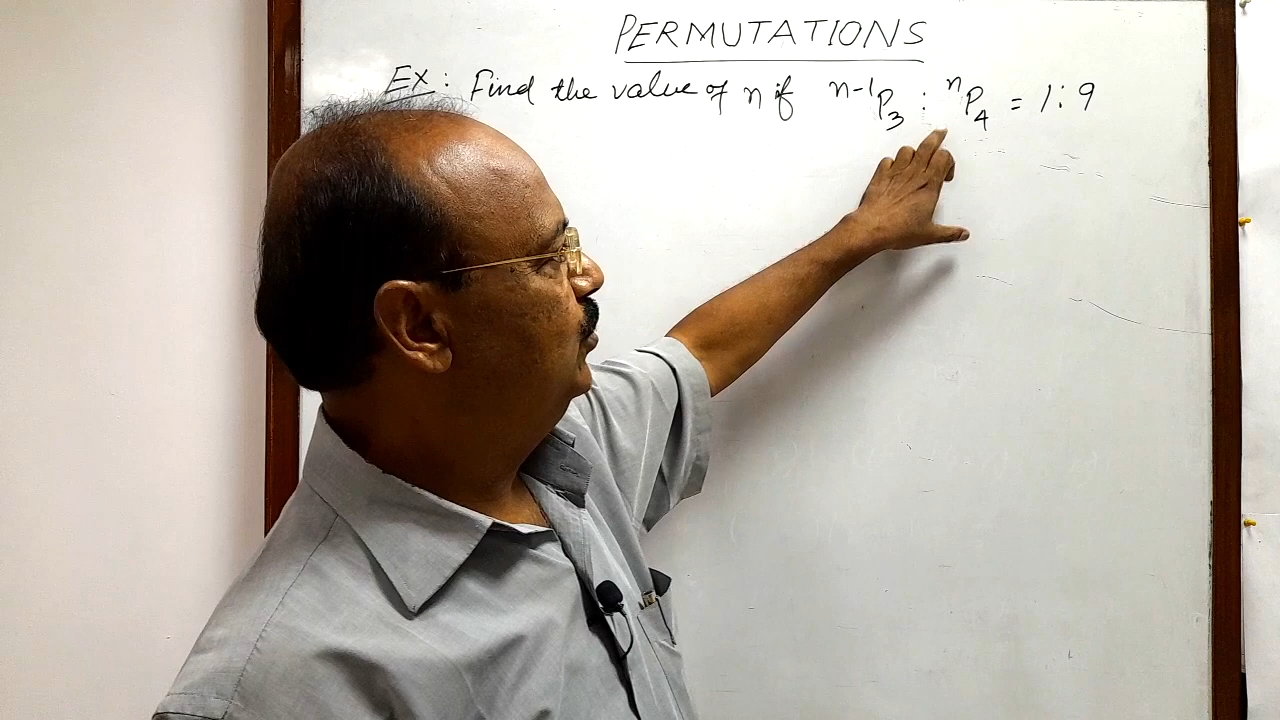 PERMUTATIONS
Ex: Find the value of n if ⁿ⁻¹P₃ : ⁿP₄ = 1:9